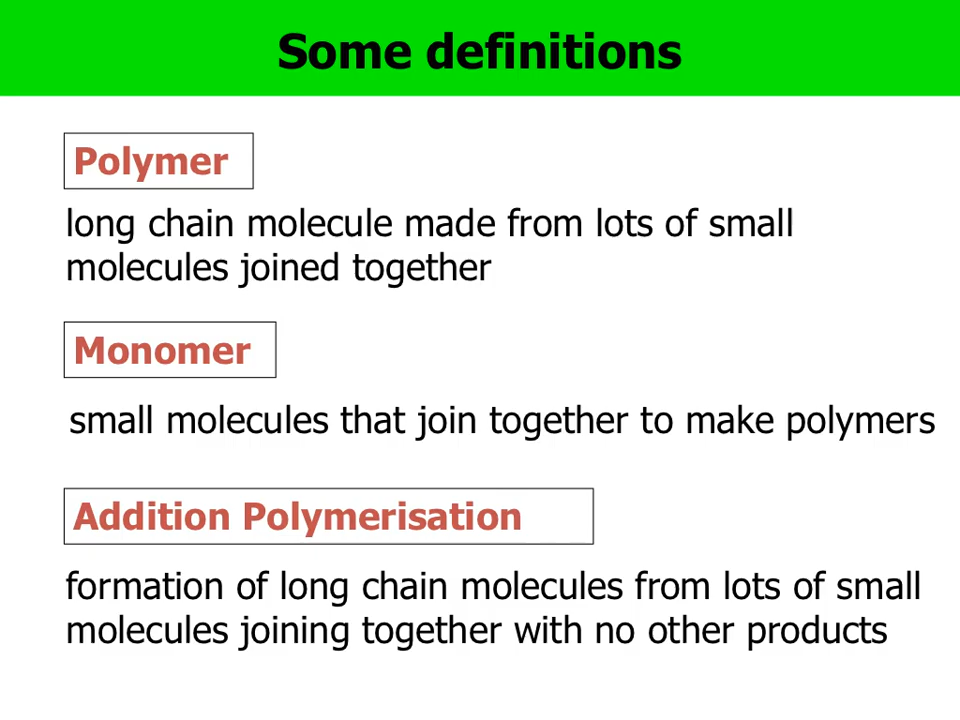 Some definitions
Polymer
long chain molecule made from lots of small
molecules joined together
Monomer
small molecules that join together to make polymers
Addition Polymerisation
formation of long chain molecules from lots of small
molecules joining together with no other products